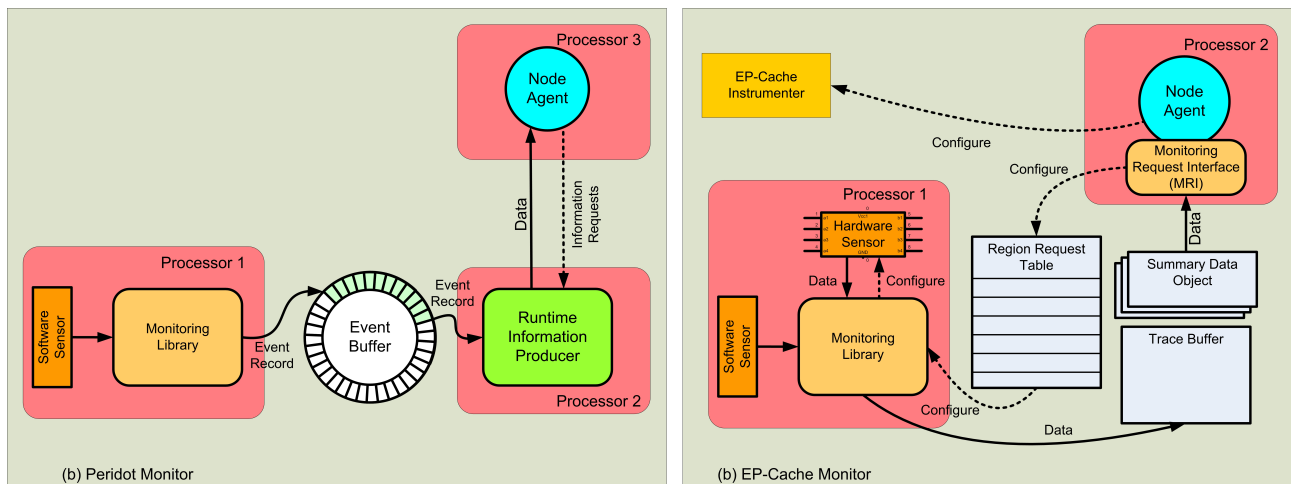 Processor 3
Node
Agent
Data
Information
Requests
Processor 1
Software
Sensor
Monitoring
Library
Event
Record
Event
Buffer
Event
Record
Runtime
Information
Producer
Processor 2
(b) Peridot Monitor
Processor 2
EP-Cache
Instrumenter
Node
Agent
Configure
Monitoring
Request Interface
(MRI)
Configure
Processor 1
Hardware
Sensor
Vcc1
GND
Data
Configure
Software
Sensor
Monitoring
Library
Region Request
Table
Data
Summary Data
Object
Trace Buffer
Configure
Data
(b) EP-Cache Monitor